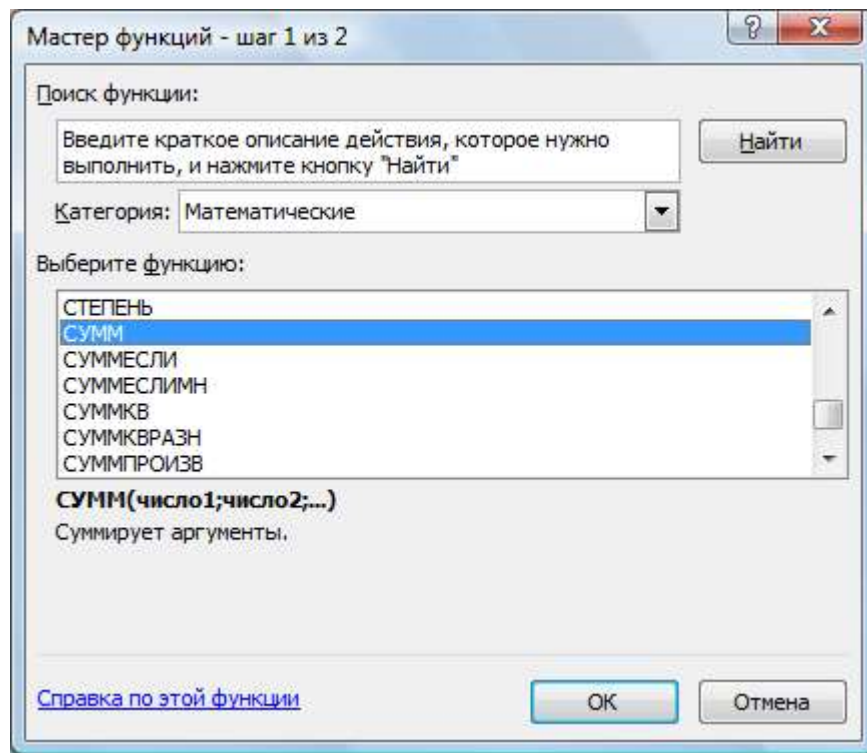 Мастер функций - шаг 1 из 2
Поиск функции:
Введите краткое описание действия, которое нужно
выполнить, и нажмите кнопку "Найти"
Найти
Категория: Математические
Выберите функцию:
СТЕПЕНЬ
СУММ
СУММЕСЛИ
СУММЕСЛИМН
СУММКВ
СУММКВРАЗН
СУММПРОИЗВ
СУММ(число1;число2;...)
Суммирует аргументы.
Справка по этой функции
ОК
Отмена